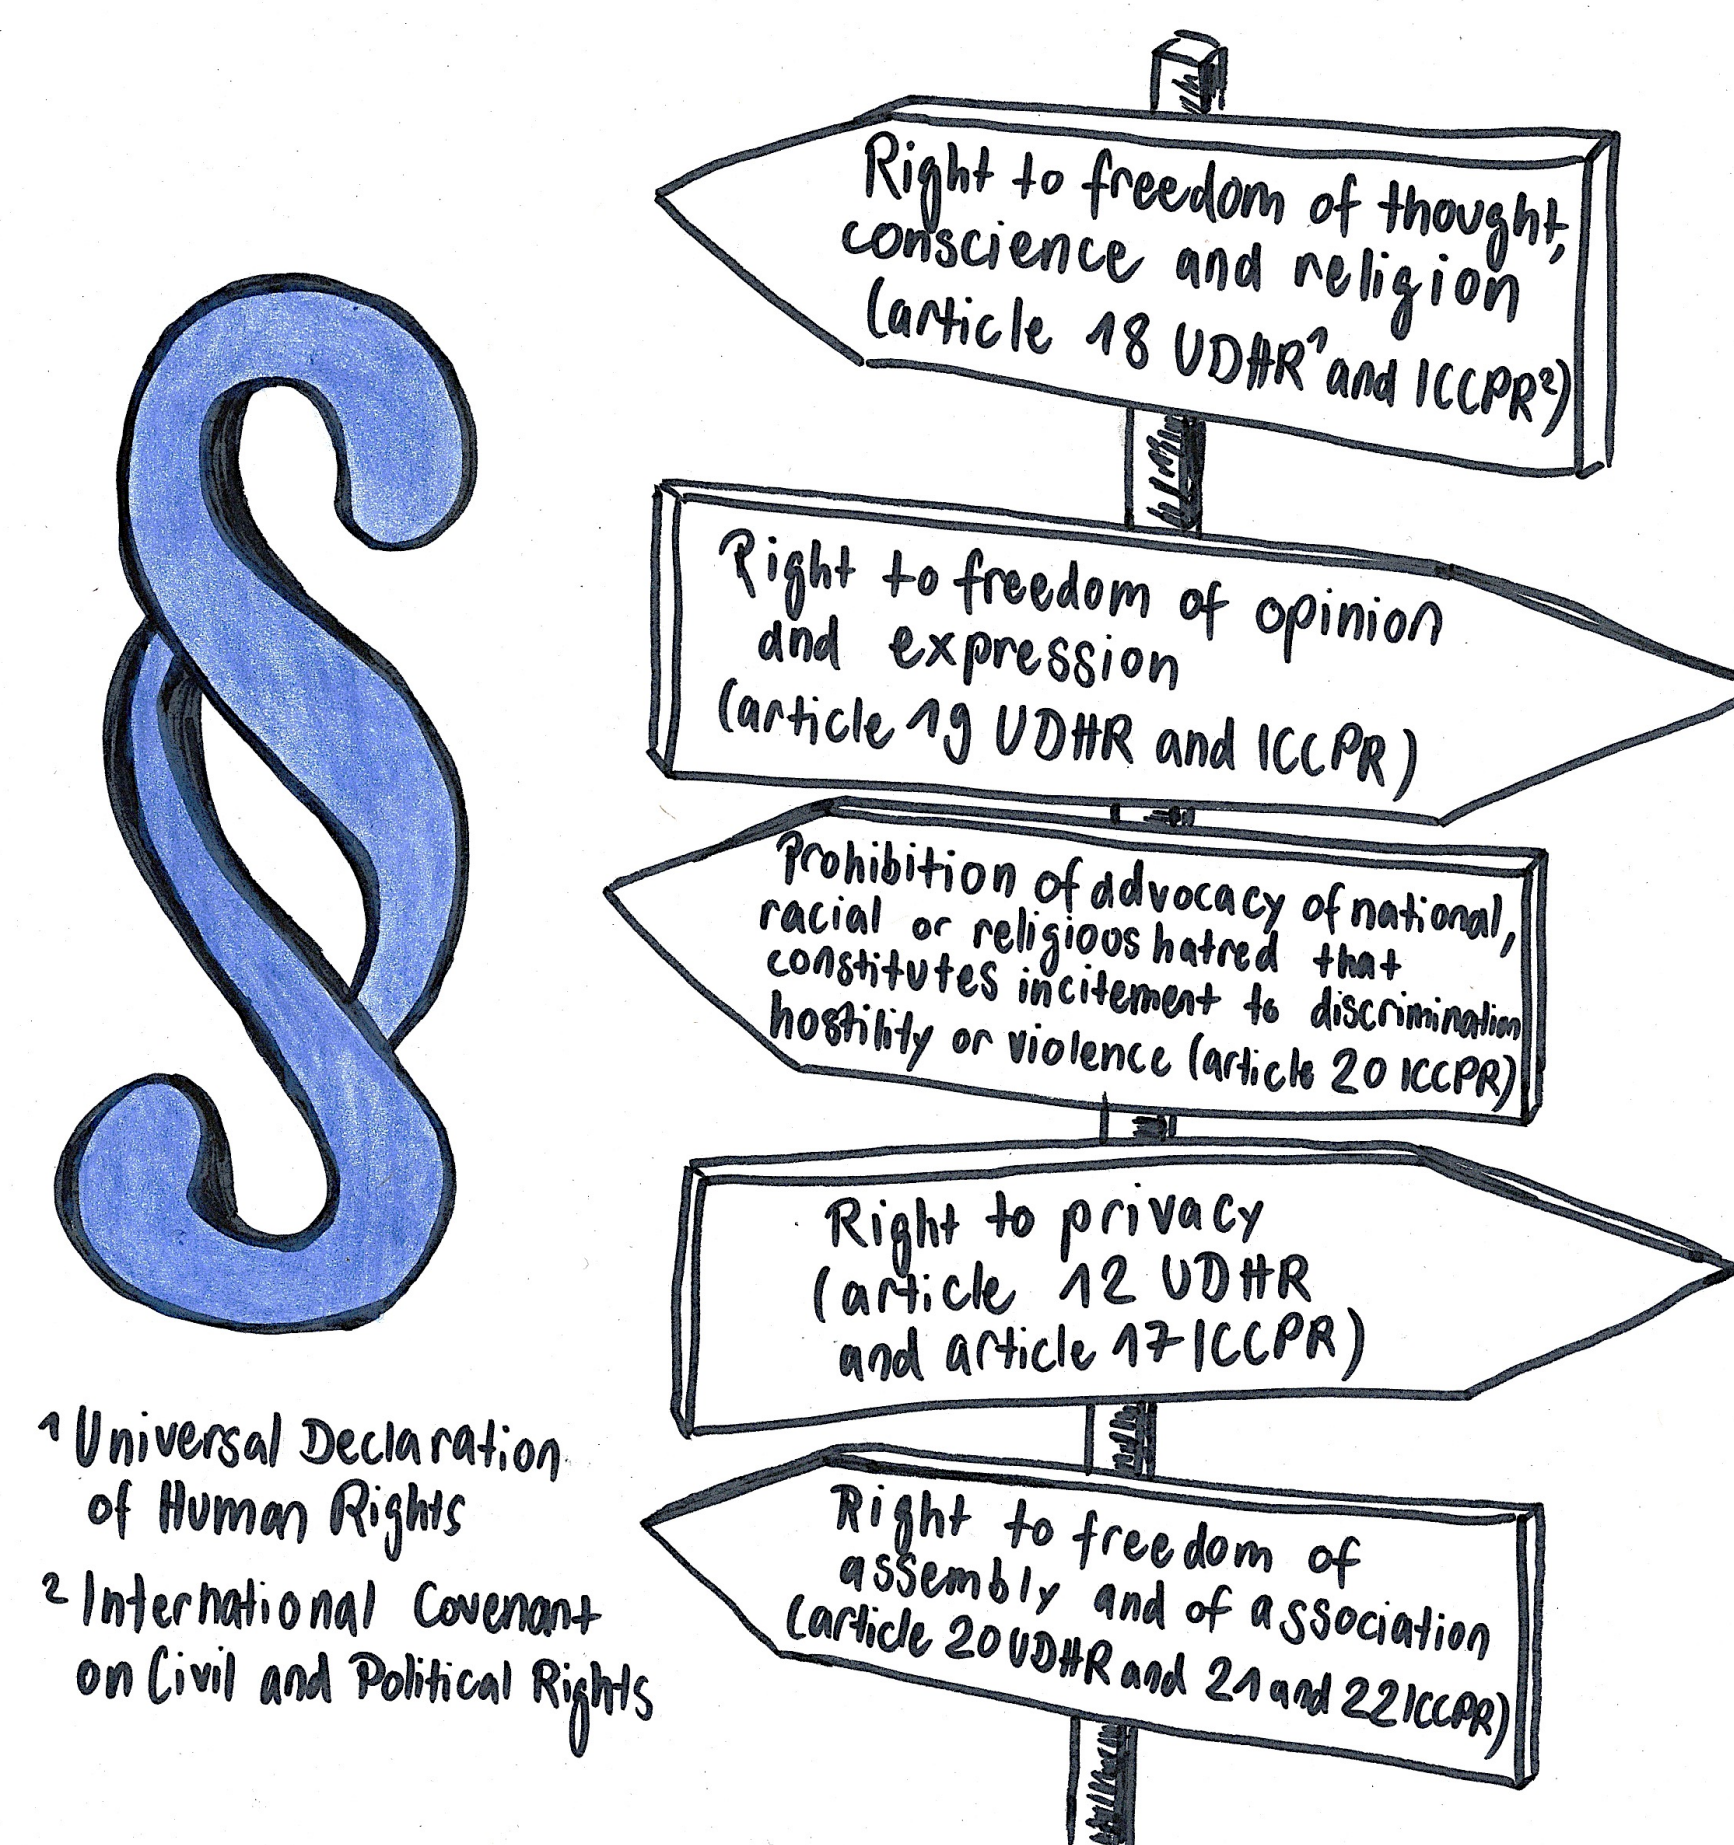 Right to freedom of thought,
conscience and religion
(article 18 UDHR¹ and ICCPR²)
Right to freedom of opinion
and expression
(article 19 UDHR and ICCPR)
Prohibition of advocacy of national,
racial or religious hatred that
constitutes incitement to discrimination
hostility or violence (article 20 ICCPR)
Right to privacy
(article 12 UDHR
and article 17 ICCPR)
Right to freedom of
assembly and of association
(article 20 UDHR and 21 and 22 ICCPR)
§
¹ Universal Declaration
of Human Rights
² International Covenant
on Civil and Political Rights